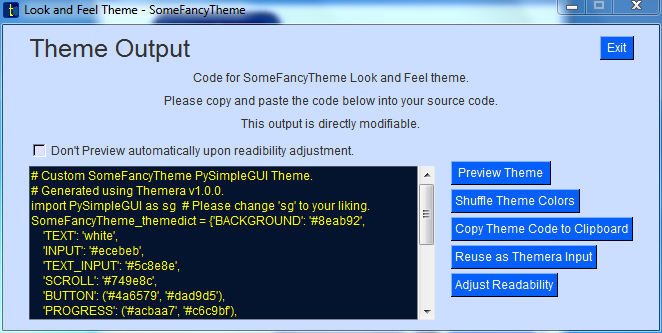 Look and Feel Theme - SomeFancyTheme
Theme Output
Exit
Code for SomeFancyTheme Look and Feel theme.
Please copy and paste the code below into your source code.
This output is directly modifiable.
Don't Preview automatically upon readibility adjustment.
# Custom SomeFancyTheme PySimpleGUI Theme.
# Generated using Themera v1.0.0.
import PySimpleGUI as sg  # Please change 'sg' to your liking.
SomeFancyTheme_themedict = {'BACKGROUND': '#8eab92',
    'TEXT': 'white',
    'INPUT': '#ecebeb',
    'TEXT_INPUT': '#5c8e8e',
    'SCROLL': '#749e8c',
    'BUTTON': ('#4a6579', '#dad9d5'),
    'PROGRESS': ('#acbaa7', '#c6c9bf'),
Preview Theme
Shuffle Theme Colors
Copy Theme Code to Clipboard
Reuse as Themera Input
Adjust Readability